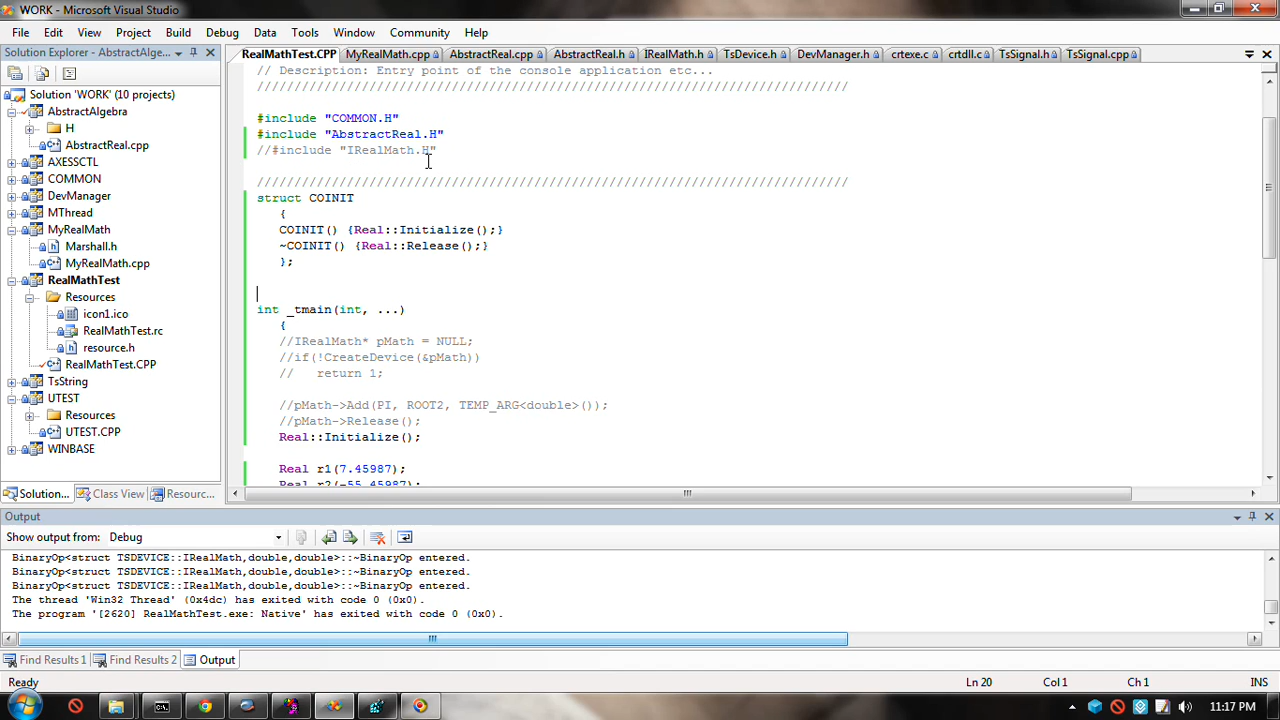 WORK - Microsoft Visual Studio
File Edit View Project Build Debug Data Tools Test Window Community Help
Solution Explorer - AbstractAlge...
RealMathTest.CPP MyRealMath.cpp AbstractReal.cpp AbstractReal.h IRealMath.h TsDevice.h DevManager.h crtexe.c crtdll.c TsSignal.h TsSignal.cpp
Solution 'WORK' (10 projects)
AbstractAlgebra
H
AbstractReal.cpp
AXESSCTL
COMMON
DevManager
MThread
MyRealMath
Marshall.h
MyRealMath.cpp
RealMathTest
Resources
icon1.ico
RealMathTest.rc
resource.h
RealMathTest.CPP
TsString
UTEST
Resources
UTEST.CPP
WINBASE
Solution... Class View Resourc...
// Description: Entry point of the console application etc...
////////////////////////////////////////////////////////////////////////////////
#include "COMMON.H"
#include "AbstractReal.H"
//#include "IRealMath.H"
////////////////////////////////////////////////////////////////////////////////
struct COINIT
{
COINIT() {Real::Initialize();}
~COINIT() {Real::Release();}
};
int _tmain(int, ...)
{
//IRealMath* pMath = NULL;
//if(!CreateDevice(&pMath))
// return 1;
//pMath->Add(PI, ROOT2, TEMP_ARG<double>());
//pMath->Release();
Real::Initialize();
Real r1(7.45987);
Real r2(-55.45987);
Output
Show output from: Debug
BinaryOp<struct TSDEVICE::IRealMath,double,double>::~BinaryOp entered.
BinaryOp<struct TSDEVICE::IRealMath,double,double>::~BinaryOp entered.
BinaryOp<struct TSDEVICE::IRealMath,double,double>::~BinaryOp entered.
The thread 'Win32 Thread' (0x4dc) has exited with code 0 (0x0).
The program '[2620] RealMathTest.exe: Native' has exited with code 0 (0x0).
Find Results 1 Find Results 2 Output
Ready Ln 20 Col 1 Ch 1 INS
11:17 PM